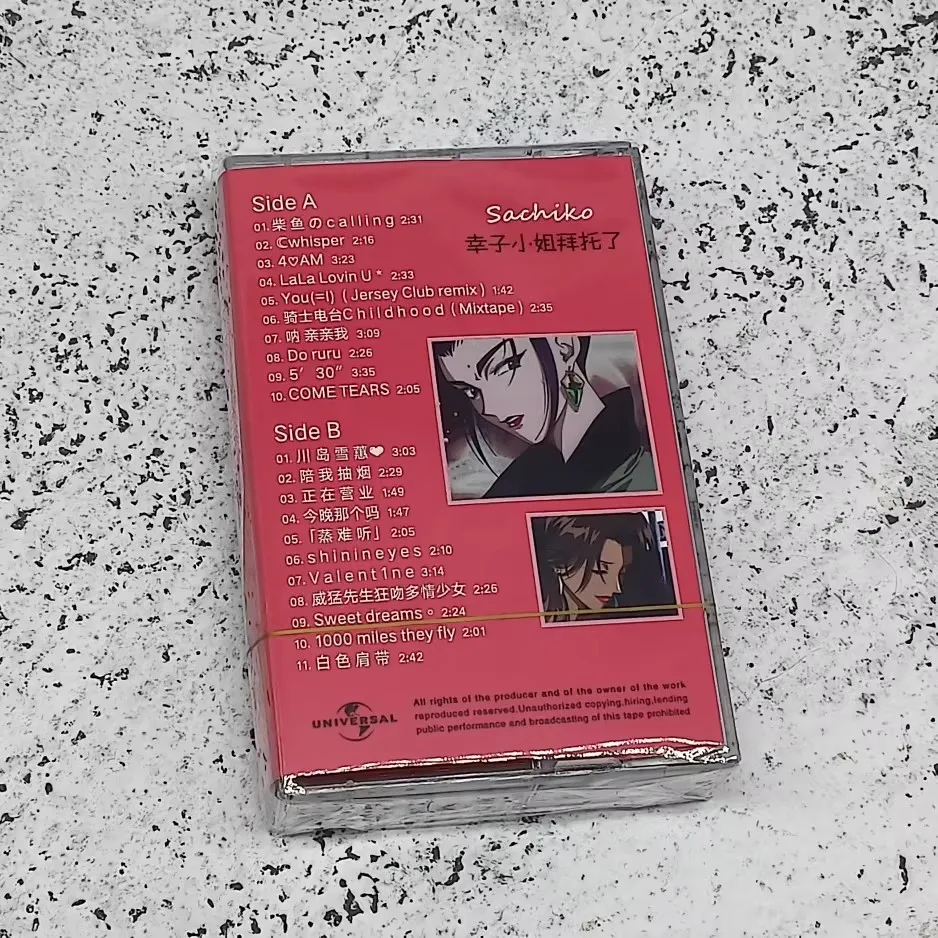 Side A
01.柴鱼のcalling 2:31
02. Cwhlsper 2:16
03. 4♡AM 3:23
04. LaLa Lovin U * 2:33
05. You(=I)（Jersey Club remix）1:42
06. 骑士电台Childhood（Mixtape）2:35
07. 呐 亲亲我 3:09
08. Do ruru 2:26
09. 5′ 30″ 3:35
10. COME TEARS 2:05
Side B
01. 川岛雪蕙❤ 3:03
02. 陪我抽烟 2:29
03. 正在营业 1:49
04. 今晚那个吗 1:47
05.「蒸难听」2:05
06. shinineyes 2:10
07. Valent1ne 3:14
08. 威猛先生狂吻多情少女 2:26
09. Sweet dreams。 2:24
10. 1000 miles they fly 2:01
11. 白色肩带 2:42
Sachiko
幸子小姐拜托了
UNIVERSAL
All rights of the producer and of the owner of the work
reproduced reserved.Unauthorized copying,hiring,lending
public performance and broadcasting of this tape prohibited